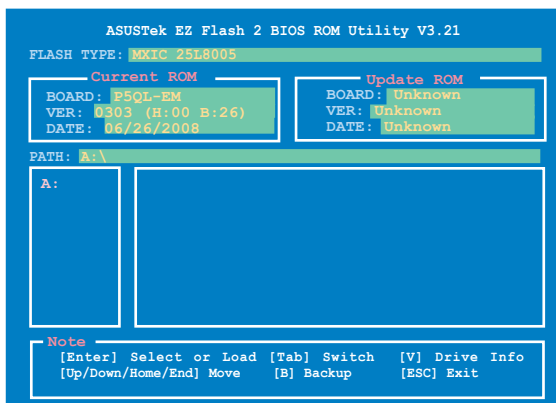 ASUSTek EZ Flash 2 BIOS ROM Utility V3.21
FLASH TYPE: MXIC 25L8005
Current ROM
BOARD: P5QL-EM
VER: 0303 (H:00 B:26)
DATE: 06/26/2008
Update ROM
BOARD: Unknown
VER: Unknown
DATE: Unknown
PATH: A:\
A:
Note
[Enter] Select or Load [Tab] Switch [V] Drive Info
[Up/Down/Home/End] Move [B] Backup [ESC] Exit